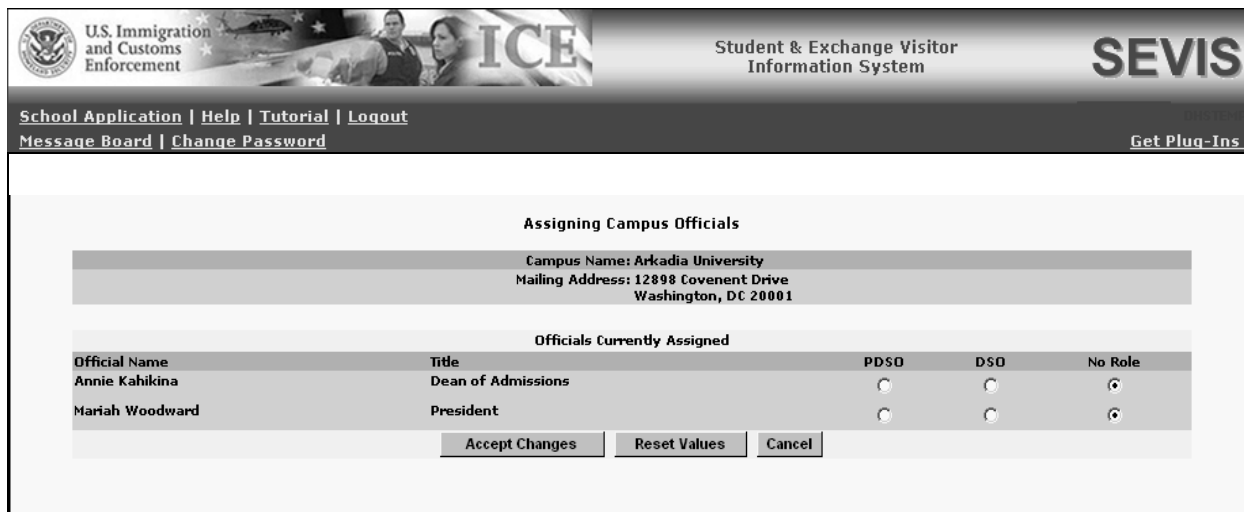 U.S. Immigration
and Customs
Enforcement
ICE
Student & Exchange Visitor
Information System
SEVIS
School Application | Help | Tutorial | Logout
Message Board | Change Password
Get Plug-Ins
Assigning Campus Officials
Campus Name: Arkadia University
Mailing Address: 12898 Covenent Drive
Washington, DC 20001
Officials Currently Assigned
Official Name Title PDSO DSO No Role
Annie Kahikina Dean of Admissions
Mariah Woodward President
Accept Changes Reset Values Cancel